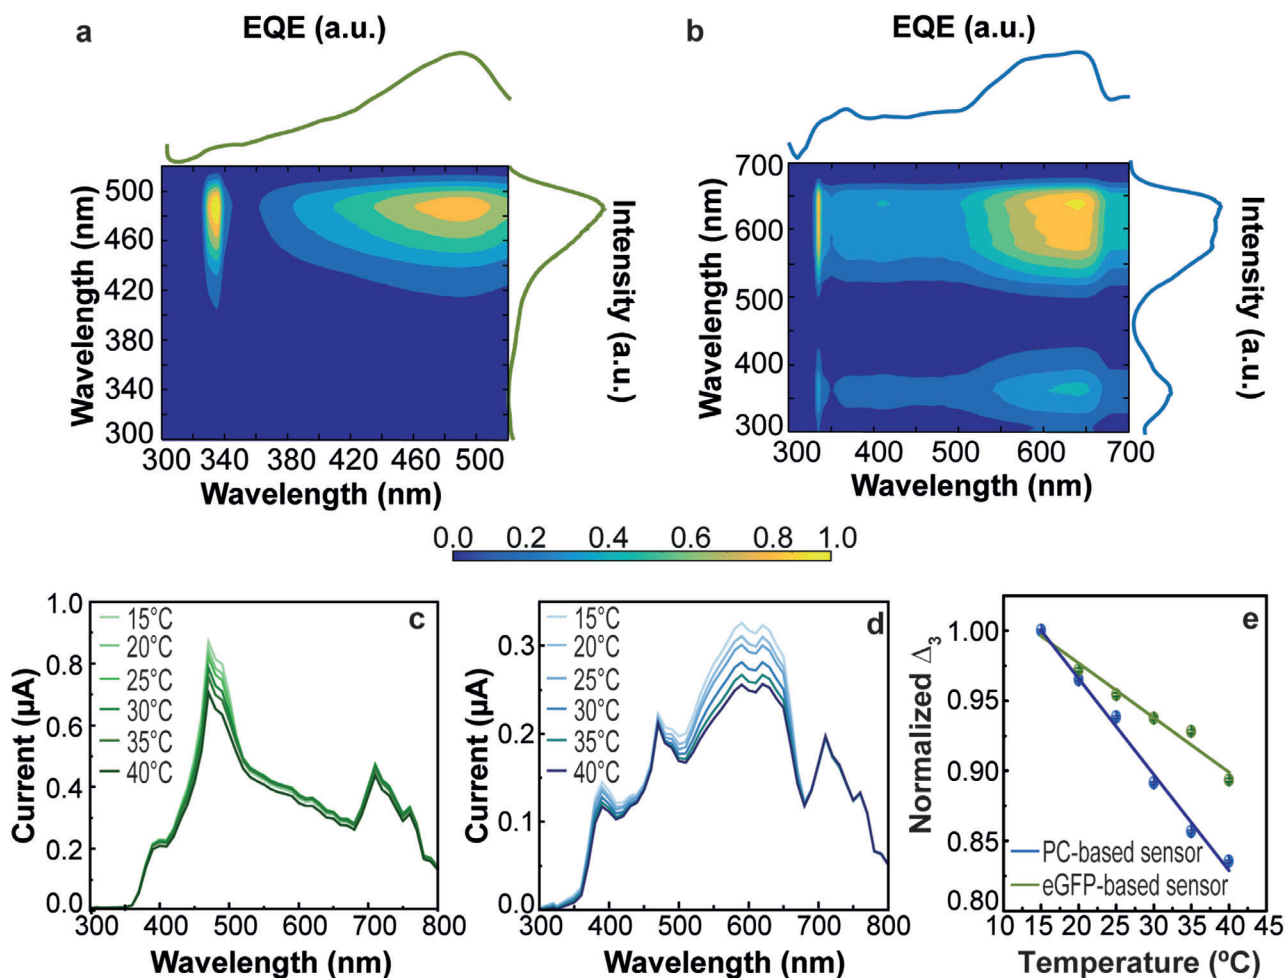 a
EQE (a.u.)
Wavelength (nm)
500
460
420
380
340
300
300 340 380 420 460 500
Wavelength (nm)
Intensity (a.u.)
b
EQE (a.u.)
Wavelength (nm)
700
600
500
400
300
300 400 500 600 700
Wavelength (nm)
Intensity (a.u.)
0.0 0.2 0.4 0.6 0.8 1.0
c
Current (µA)
1.0
0.8
0.6
0.4
0.2
0.0
15°C
20°C
25°C
30°C
35°C
40°C
300 400 500 600 700 800
Wavelength (nm)
d
Current (µA)
0.3
0.2
0.1
0.0
15°C
20°C
25°C
30°C
35°C
40°C
300 400 500 600 700 800
Wavelength (nm)
e
Normalized Δ3
1.00
0.95
0.90
0.85
0.80
PC-based sensor
eGFP-based sensor
10 15 20 25 30 35 40 45
Temperature (ºC)